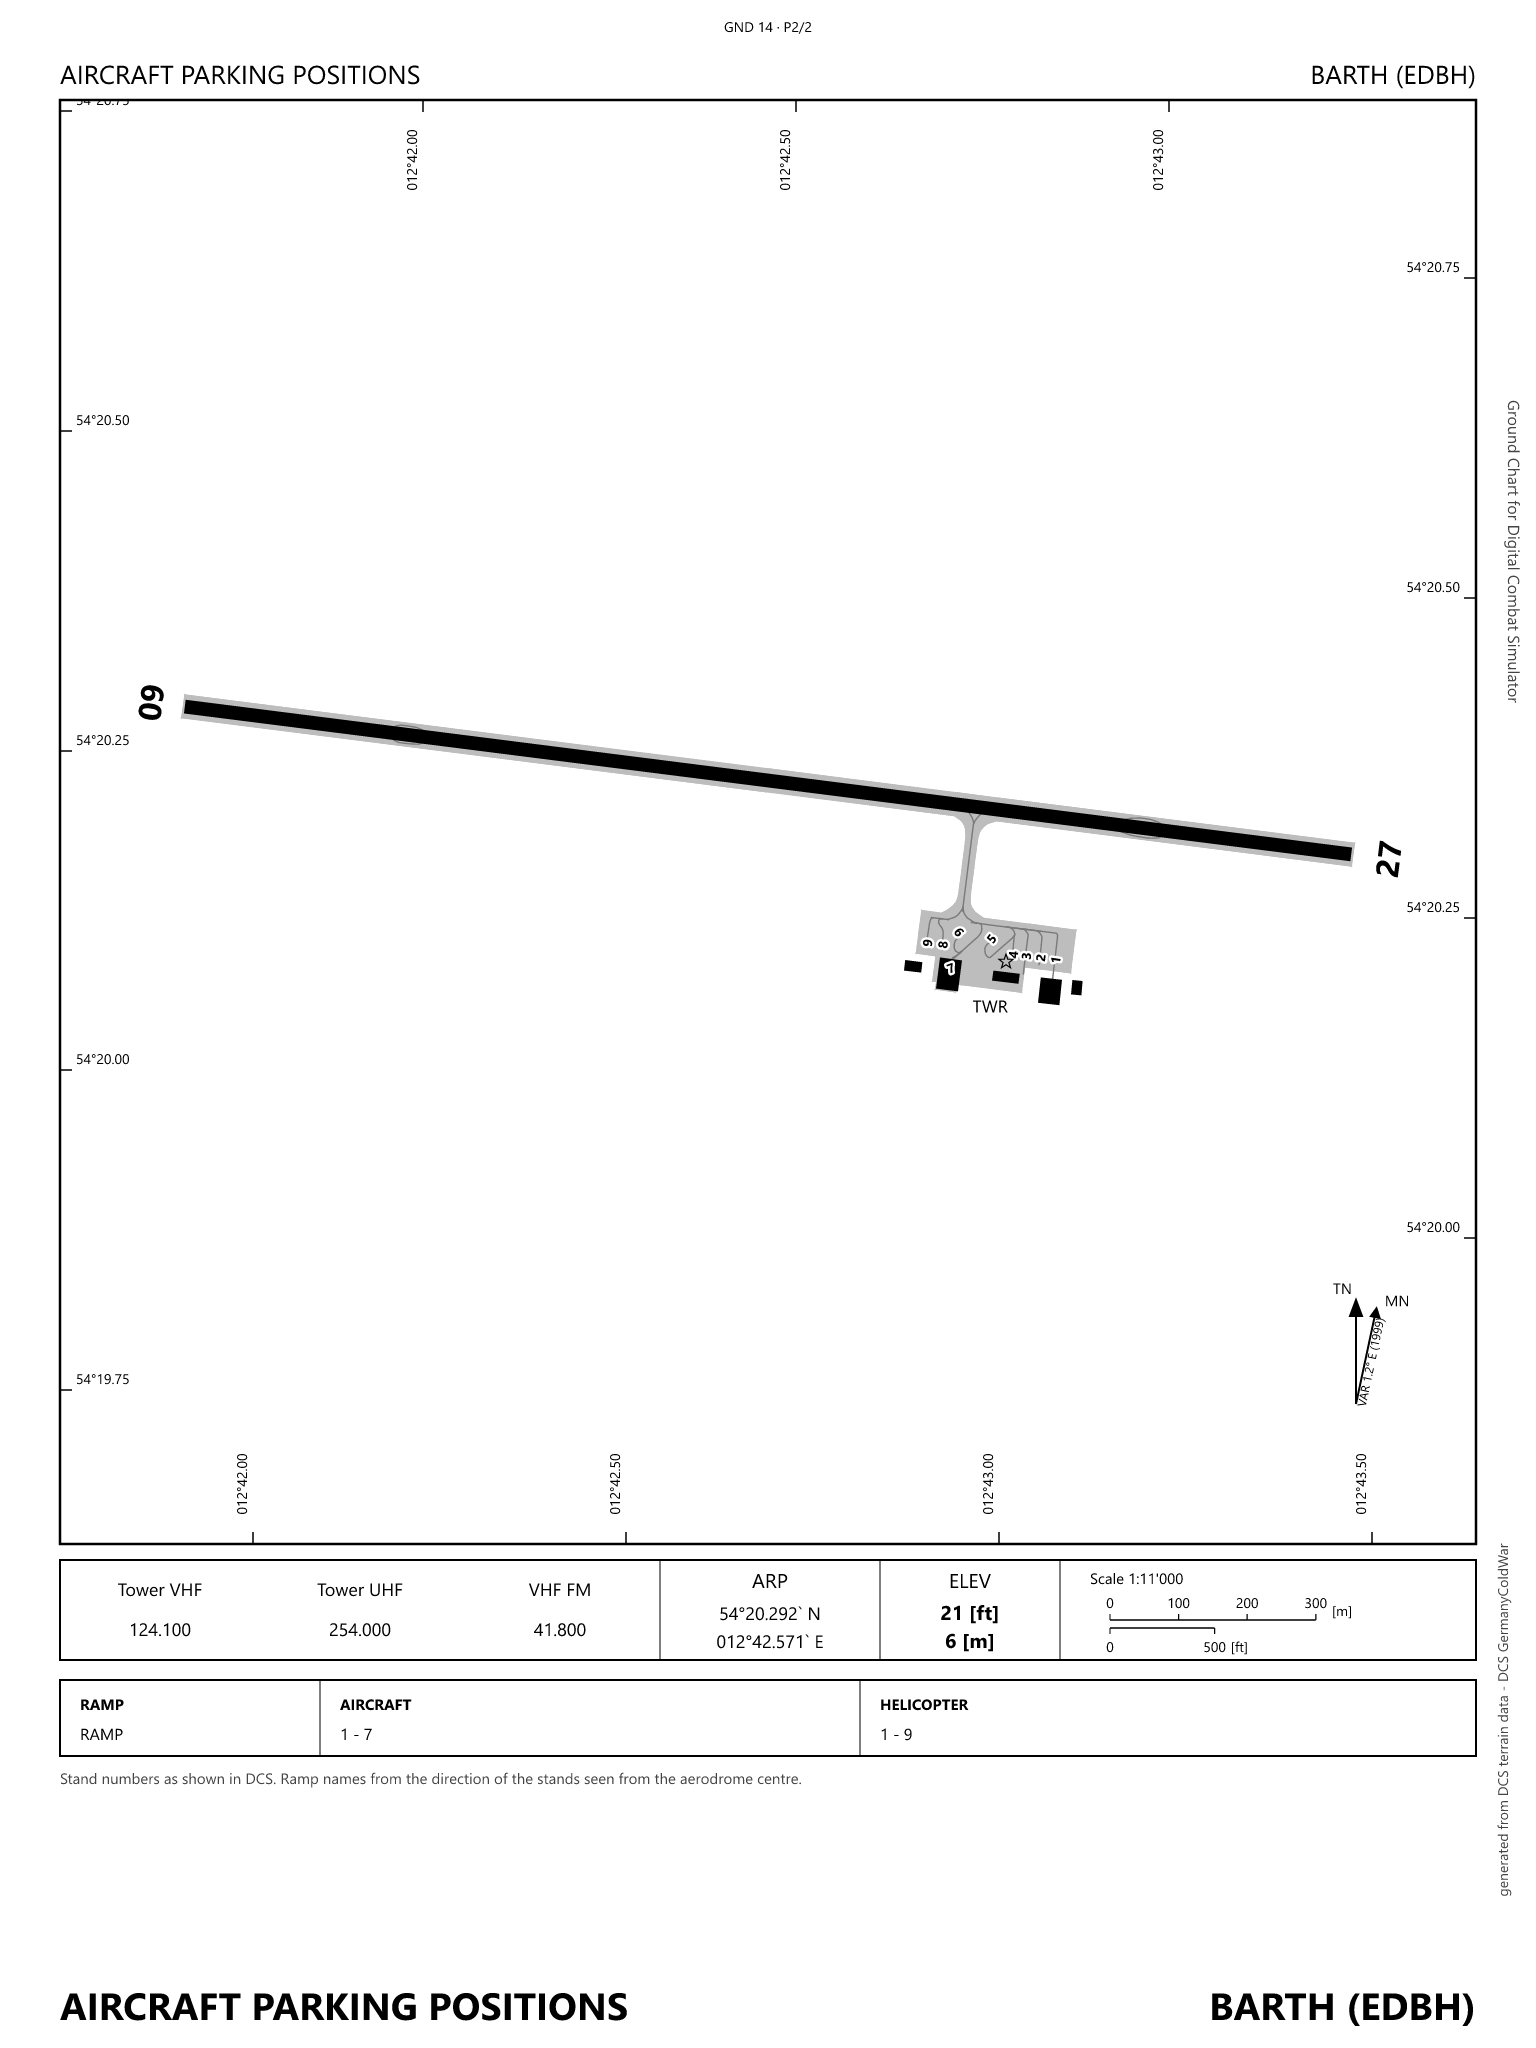 GND 14 · P2/2
AIRCRAFT PARKING POSITIONS
BARTH (EDBH)
54°20.75
012°42.00
012°42.50
012°43.00
54°20.75
54°20.50
54°20.50
09
54°20.25
27
54°20.25
9
8
6
7
5
4
3
2
1
TWR
54°20.00
54°20.00
TN
MN
VAR 1.2° E (1999)
54°19.75
012°42.00
012°42.50
012°43.00
012°43.50
Ground Chart for Digital Combat Simulator
Tower VHF
124.100
Tower UHF
254.000
VHF FM
41.800
ARP
54°20.292` N
012°42.571` E
ELEV
21 [ft]
6 [m]
Scale 1:11'000
0 100 200 300 [m]
0 500 [ft]
RAMP
RAMP
AIRCRAFT
1 - 7
HELICOPTER
1 - 9
Stand numbers as shown in DCS. Ramp names from the direction of the stands seen from the aerodrome centre.
generated from DCS terrain data - DCS GermanyColdWar
AIRCRAFT PARKING POSITIONS
BARTH (EDBH)